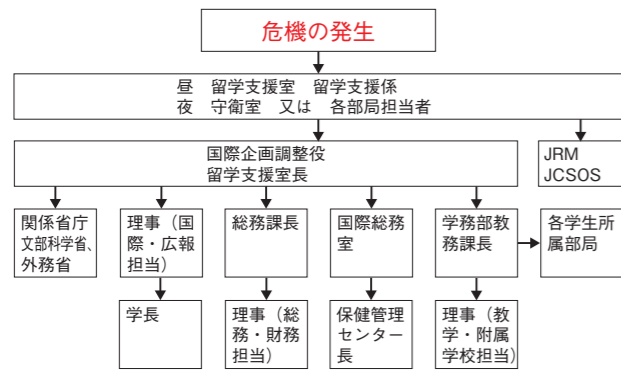 危機の発生
昼　留学支援室　留学支援係
夜　守衛室　又は　各部局担当者
国際企画調整役
留学支援室長
JRM
JCSOS
関係省庁
文部科学省、
外務省
理事（国
際・広報
担当）
総務課長
国際総務
室
学務部教
務課長
各学生所
属部局
学長
理事（総
務・財務
担当）
保健管理
センター
長
理事（教
学・附属
学校担当）